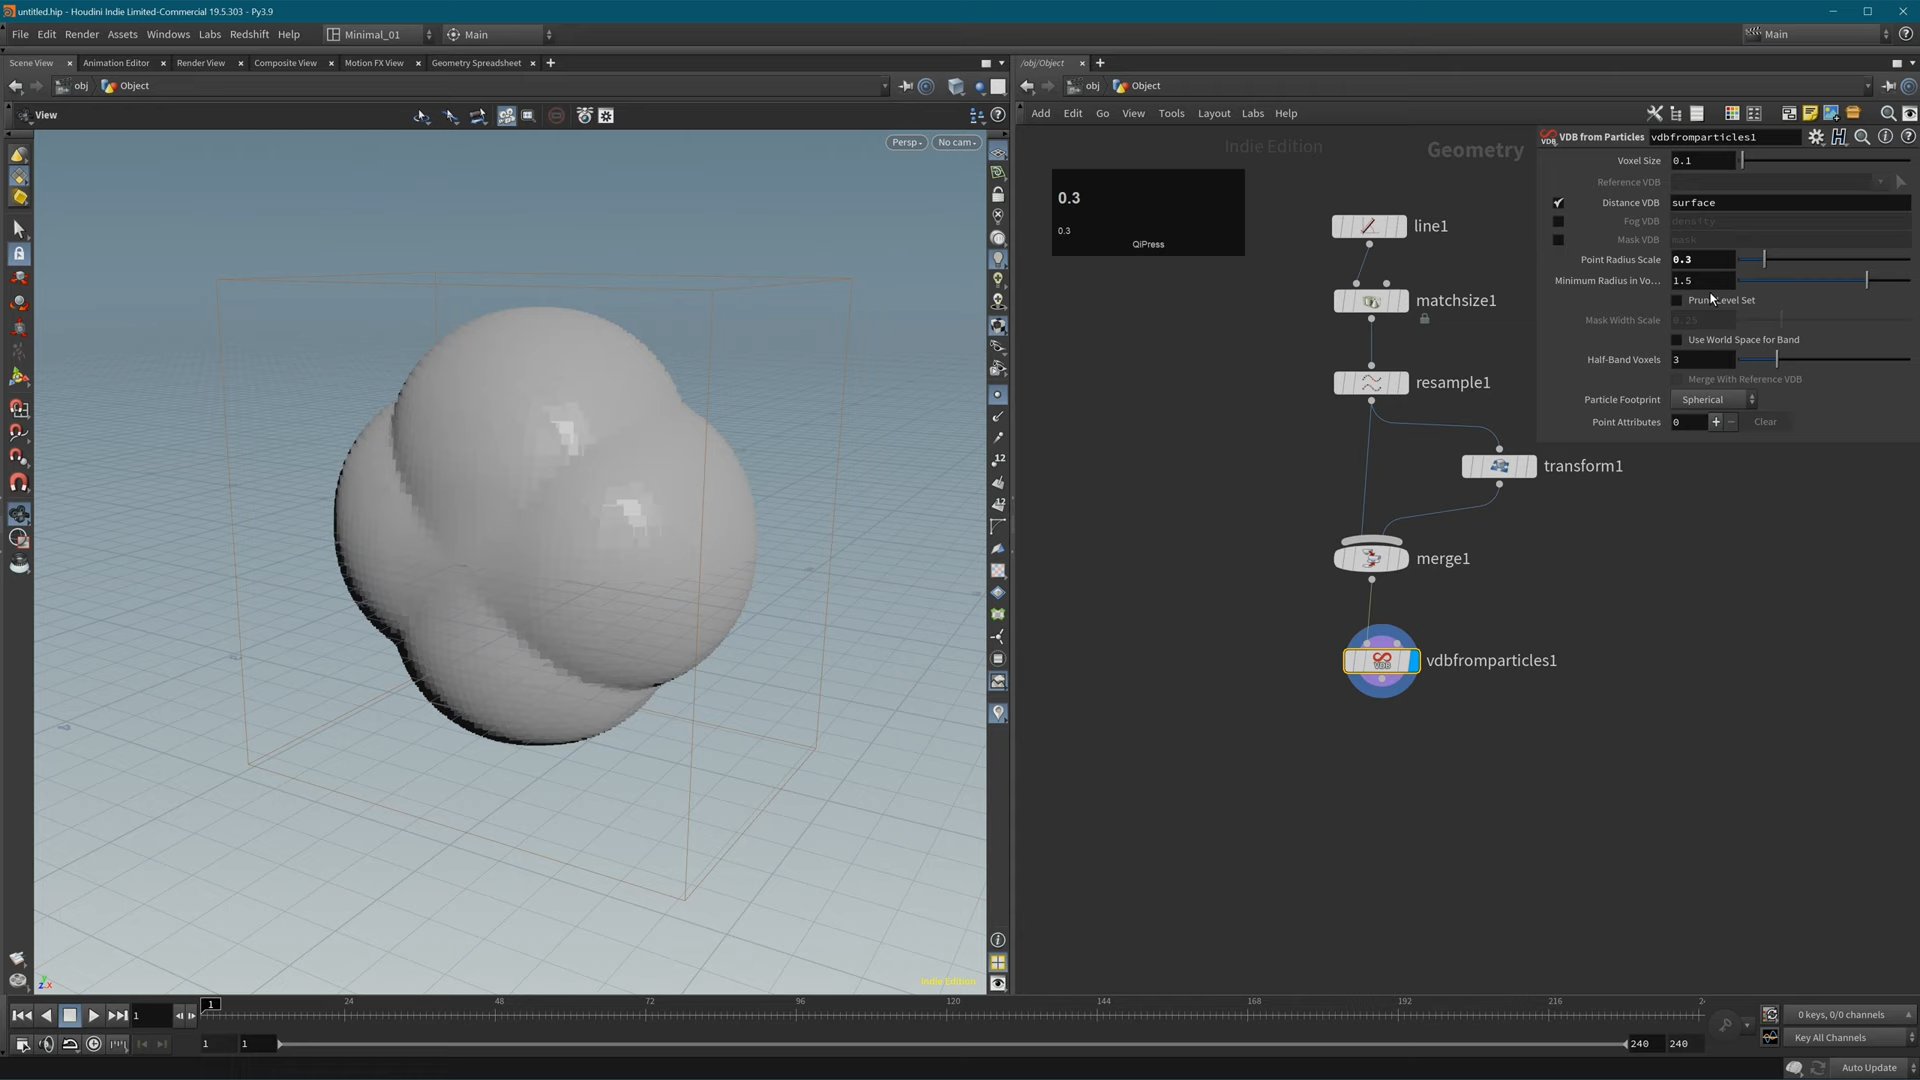 untitled.hip - Houdini Indie Limited-Commercial 19.5.303 - Py3.9
File Edit Render Assets Windows Labs Redshift Help Minimal_01 Main Main
Scene View Animation Editor Render View Composite View Motion FX View Geometry Spreadsheet
/obj/Object
obj Object
obj Object
View
Add Edit Go View Tools Layout Labs Help
Persp No cam
Indie Edition
Geometry
VDB from Particles vdbfromparticles1
Voxel Size 0.1
Reference VDB
Distance VDB surface
Fog VDB density
Mask VDB mask
Point Radius Scale 0.3
Minimum Radius in Vo... 1.5
Prune Level Set
Mask Width Scale 0.25
Use World Space for Band
Half-Band Voxels 3
Merge With Reference VDB
Particle Footprint Spherical
Point Attributes 0 Clear
0.3
0.3
QiPress
line1
matchsize1
resample1
transform1
merge1
VDB
vdbfromparticles1
12
12
Indie Edition
1 24 48 72 96 120 144 168 192 216
1
0 keys, 0/0 channels
1 1 240 240
Key All Channels
Auto Update